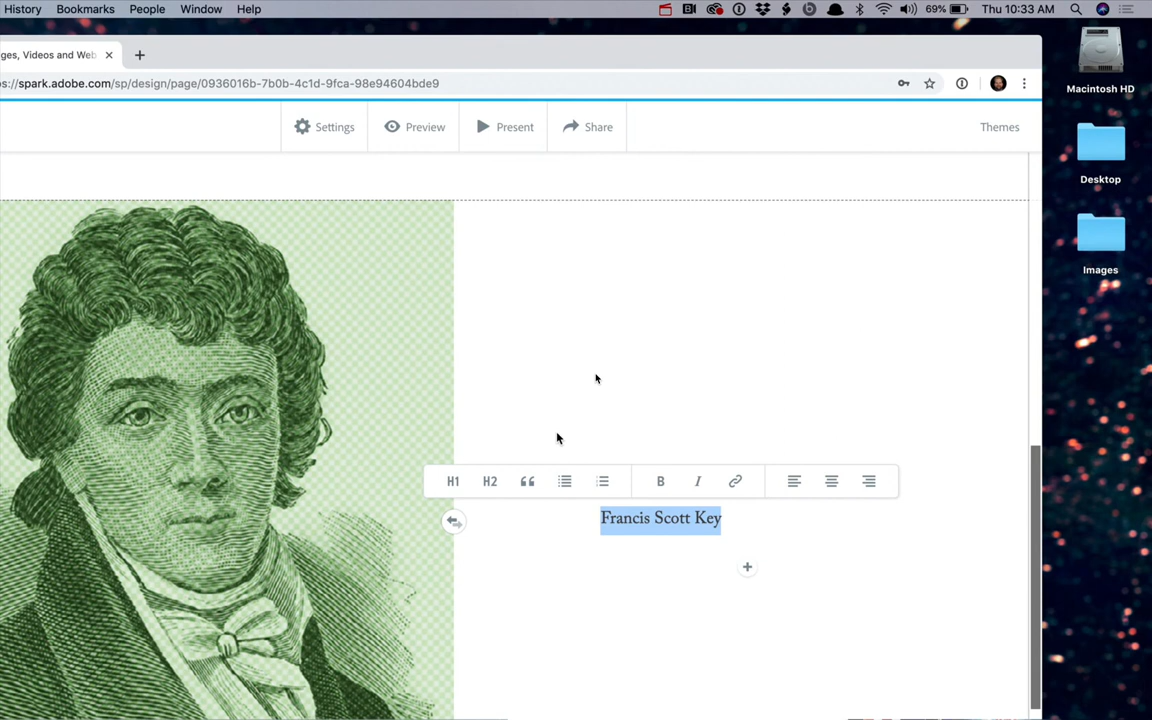 History Bookmarks People Window Help 69% Thu 10:33 AM
ges, Videos and Web
s://spark.adobe.com/sp/design/page/0936016b-7b0b-4c1d-9fca-98e94604bde9
Settings Preview Present Share Themes
Macintosh HD
Desktop
Images
H1 H2 B I
Francis Scott Key